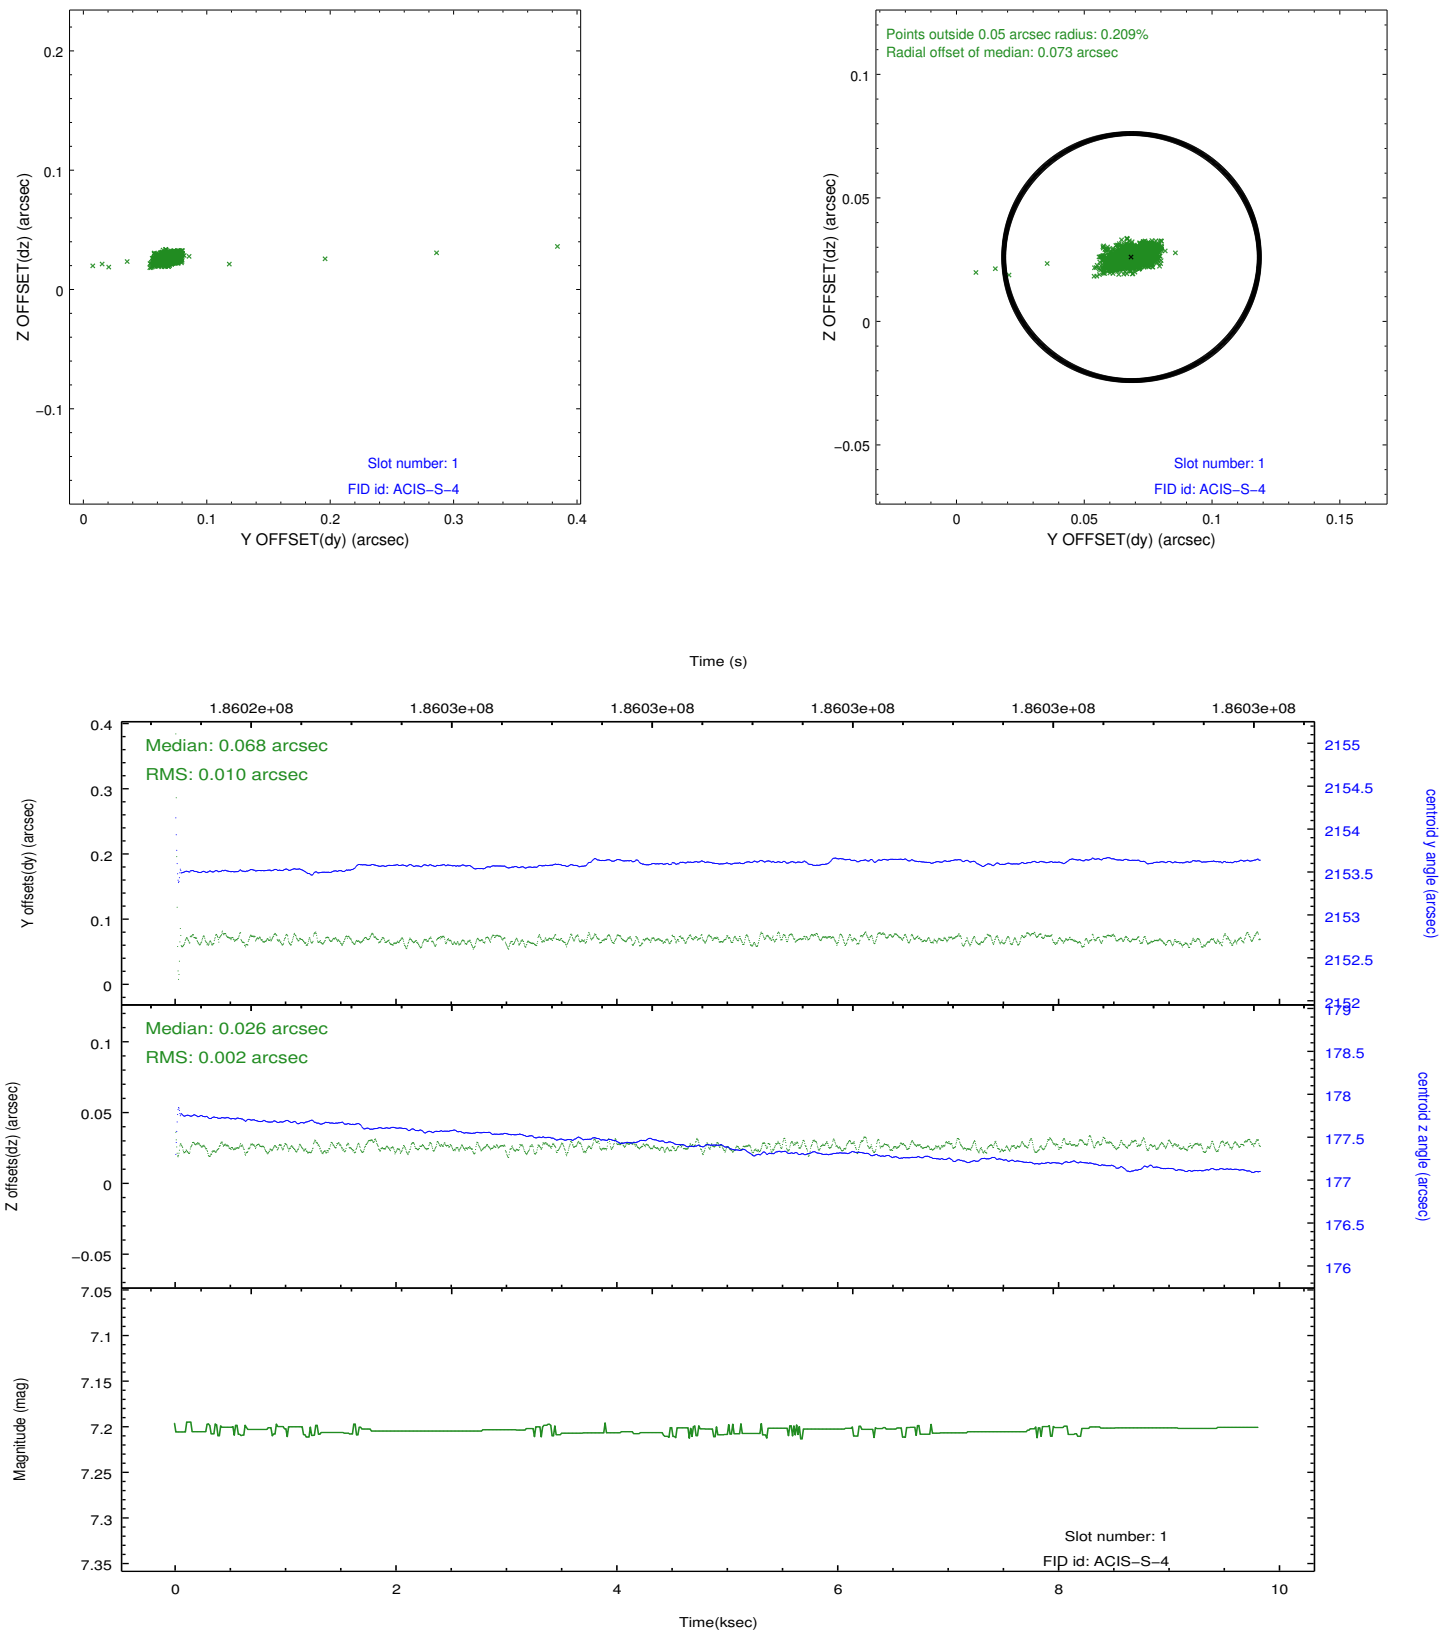 0.2
0.1
0
−0.1
Z OFFSET(dz) (arcsec)
Slot number: 1
FID id: ACIS−S−4
0 0.1 0.2 0.3 0.4
Y OFFSET(dy) (arcsec)
Points outside 0.05 arcsec radius: 0.209%
Radial offset of median: 0.073 arcsec
0.1
0.05
0
−0.05
Z OFFSET(dz) (arcsec)
Slot number: 1
FID id: ACIS−S−4
0 0.05 0.1 0.15
Y OFFSET(dy) (arcsec)
Time (s)
1.8602e+08 1.8603e+08 1.8603e+08 1.8603e+08 1.8603e+08 1.8603e+08
Median: 0.068 arcsec
RMS: 0.010 arcsec
0.4
0.3
0.2
0.1
0
Y offsets(dy) (arcsec)
2155
2154.5
2154
2153.5
2153
2152.5
2152
centroid y angle (arcsec)
Median: 0.026 arcsec
RMS: 0.002 arcsec
0.1
0.05
0
−0.05
Z offsets(dz) (arcsec)
179
178.5
178
177.5
177
176.5
176
centroid z angle (arcsec)
7.05
7.1
7.15
7.2
7.25
7.3
7.35
Magnitude (mag)
Slot number: 1
FID id: ACIS−S−4
0 2 4 6 8 10
Time(ksec)